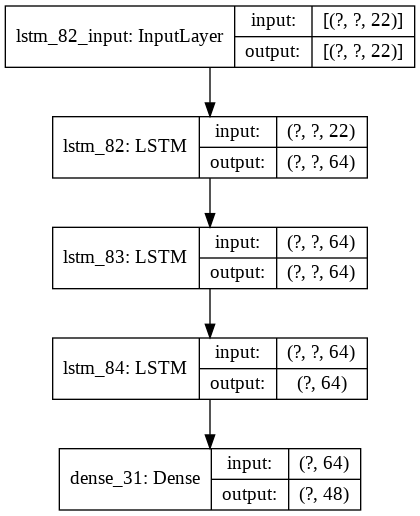 lstm_82_input: InputLayer
input: [(?, ?, 22)]
output: [(?, ?, 22)]
lstm_82: LSTM
input: (?, ?, 22)
output: (?, ?, 64)
lstm_83: LSTM
input: (?, ?, 64)
output: (?, ?, 64)
lstm_84: LSTM
input: (?, ?, 64)
output: (?, 64)
dense_31: Dense
input: (?, 64)
output: (?, 48)